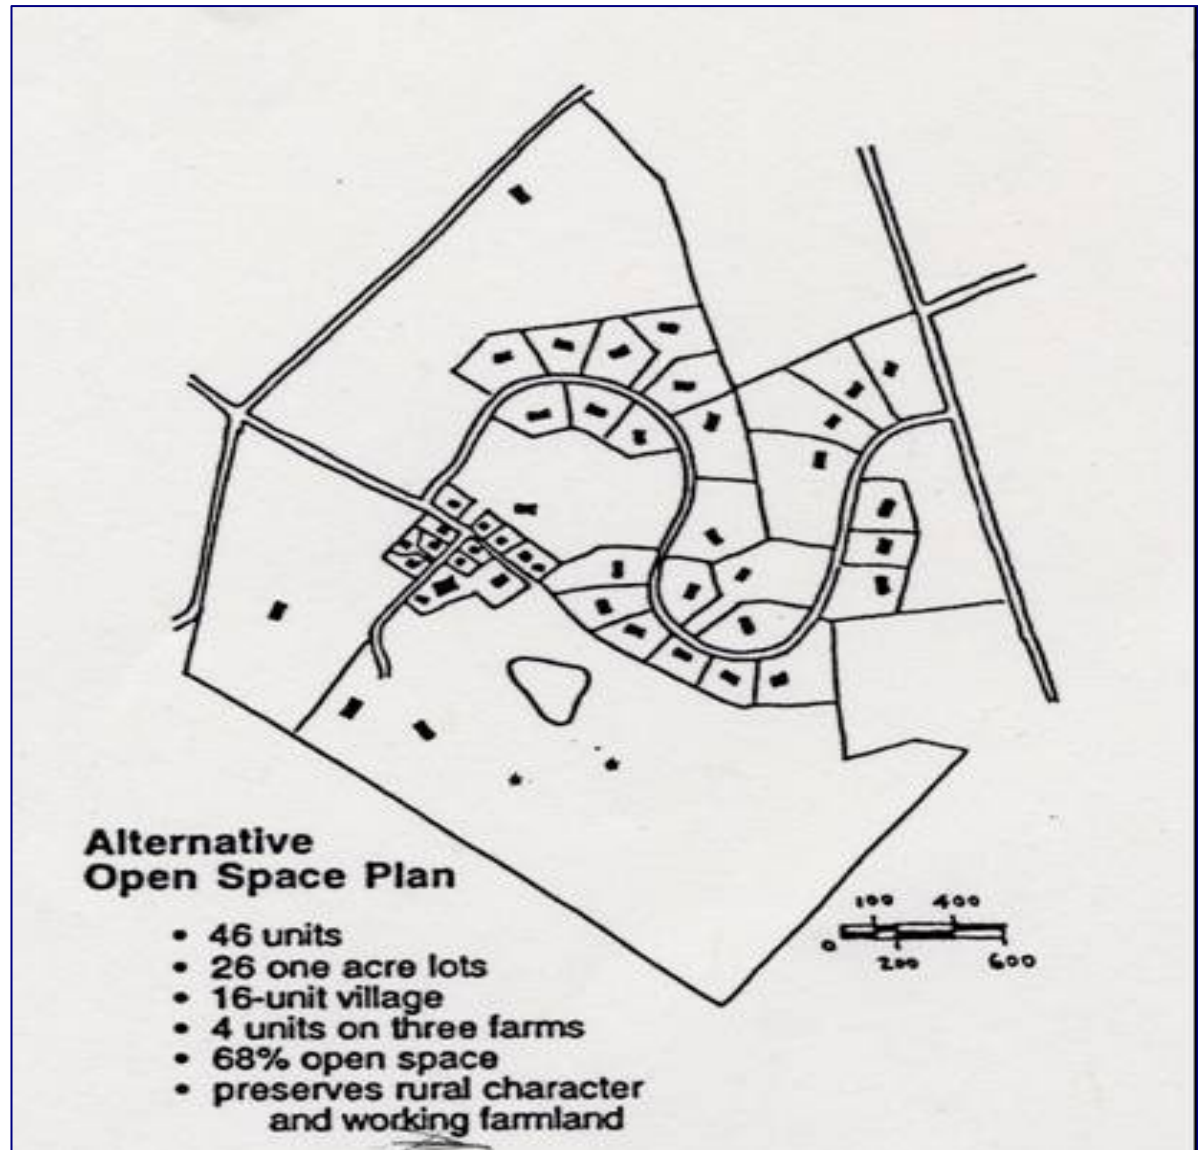 Alternative
Open Space Plan
• 46 units
• 26 one acre lots
• 16-unit village
• 4 units on three farms
• 68% open space
• preserves rural character
and working farmland
100 400
0 200 600